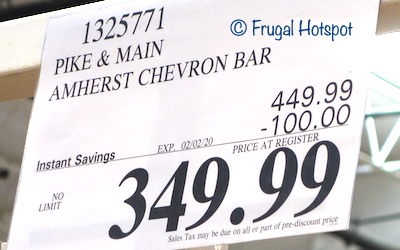 © Frugal Hotspot
1325771
PIKE & MAIN
AMHERST CHEVRON BAR
449.99
-100.00
Instant Savings EXP. 02/02/20 PRICE AT REGISTER
NO
LIMIT
349.99
Sales Tax may be due on all or part of pre-discount price